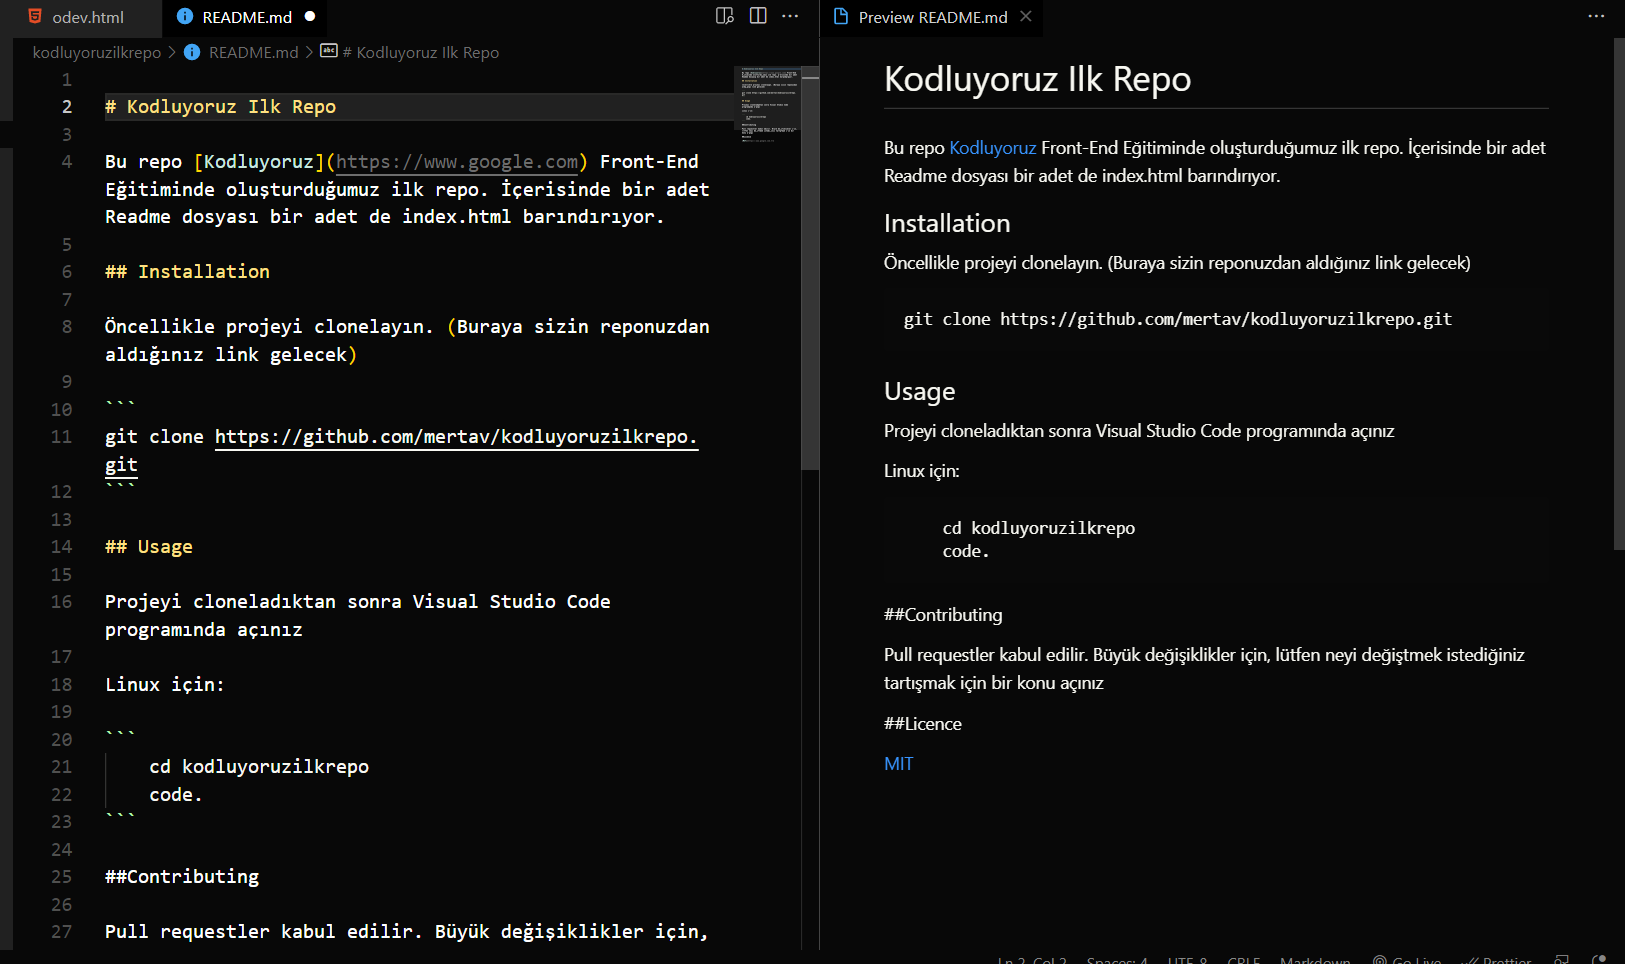 odev.html
README.md
Preview README.md
kodluyoruzilkrepo > README.md > # Kodluyoruz Ilk Repo
1
2 # Kodluyoruz Ilk Repo
3
4 Bu repo [Kodluyoruz](https://www.google.com) Front-End
Eğitiminde oluşturduğumuz ilk repo. İçerisinde bir adet
Readme dosyası bir adet de index.html barındırıyor.
5
6 ## Installation
7
8 Öncellikle projeyi clonelayın. (Buraya sizin reponuzdan
aldığınız link gelecek)
9
10 ```
11 git clone https://github.com/mertav/kodluyoruzilkrepo.
git
12 ```
13
14 ## Usage
15
16 Projeyi cloneladıktan sonra Visual Studio Code
programında açınız
17
18 Linux için:
19
20 ```
21 cd kodluyoruzilkrepo
22 code.
23 ```
24
25 ##Contributing
26
27 Pull requestler kabul edilir. Büyük değişiklikler için,
Kodluyoruz Ilk Repo
Bu repo Kodluyoruz Front-End Eğitiminde oluşturduğumuz ilk repo. İçerisinde bir adet
Readme dosyası bir adet de index.html barındırıyor.
Installation
Öncellikle projeyi clonelayın. (Buraya sizin reponuzdan aldığınız link gelecek)
git clone https://github.com/mertav/kodluyoruzilkrepo.git
Usage
Projeyi cloneladıktan sonra Visual Studio Code programında açınız
Linux için:
cd kodluyoruzilkrepo
code.
##Contributing
Pull requestler kabul edilir. Büyük değişiklikler için, lütfen neyi değiştmek istediğiniz
tartışmak için bir konu açınız
##Licence
MIT
Ln 2, Col 2 Spaces: 4 UTF-8 CRLF Markdown Go Live Prettier